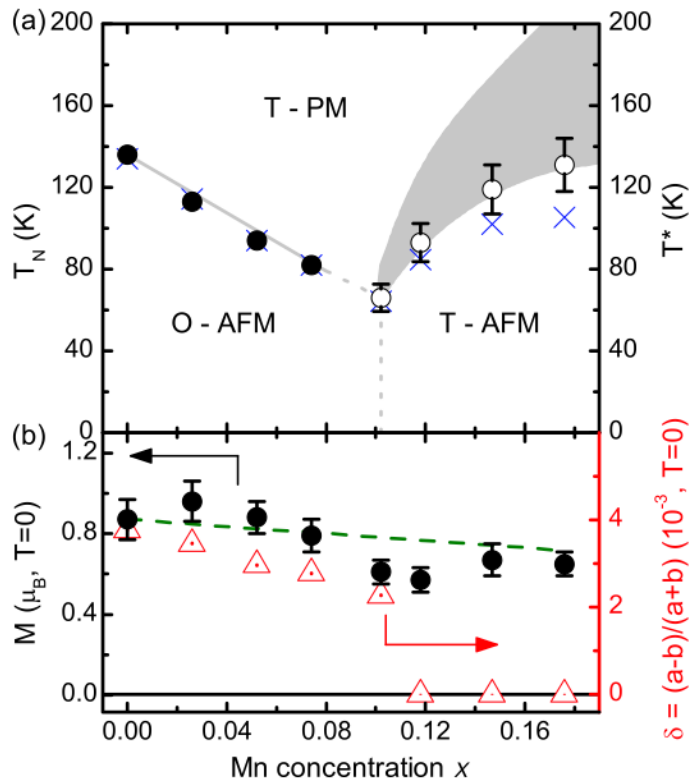 (a)
200
160
120
80
40
0
T_N (K)
T - PM
O - AFM
T - AFM
200
160
120
80
40
0
T* (K)
(b)
1.2
0.8
0.4
0.0
M (μ_B, T=0)
6
4
2
0
δ = (a-b)/(a+b) (10⁻³, T=0)
0.00 0.04 0.08 0.12 0.16
Mn concentration x